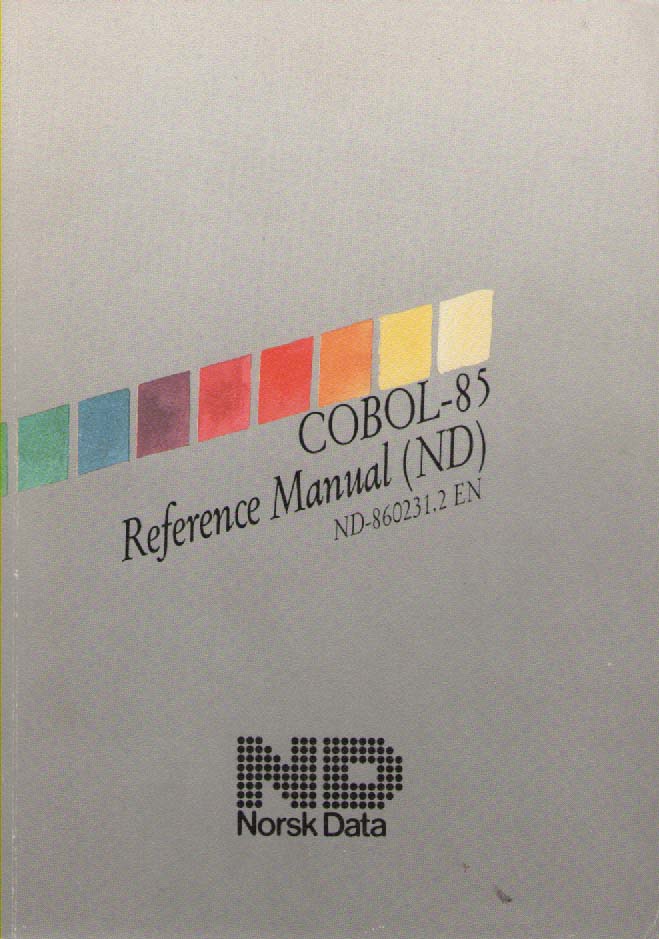 COBOL-85
Reference Manual (ND)
ND-860231.2 EN
ND
Norsk Data